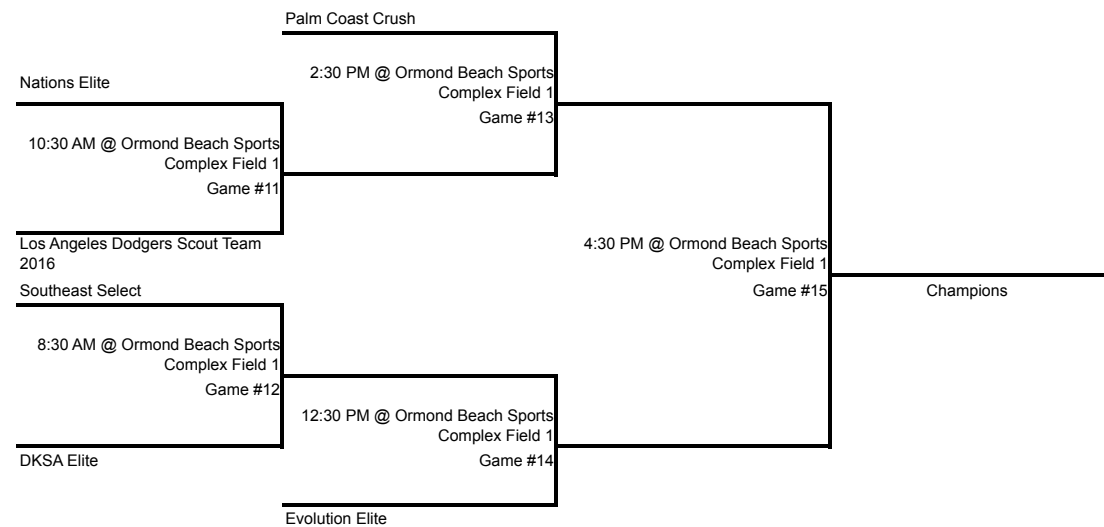 Palm Coast Crush
2:30 PM @ Ormond Beach Sports
Complex Field 1
Game #13
Nations Elite
10:30 AM @ Ormond Beach Sports
Complex Field 1
Game #11
Los Angeles Dodgers Scout Team
2016
4:30 PM @ Ormond Beach Sports
Complex Field 1
Game #15
Champions
Southeast Select
8:30 AM @ Ormond Beach Sports
Complex Field 1
Game #12
12:30 PM @ Ormond Beach Sports
Complex Field 1
Game #14
DKSA Elite
Evolution Elite